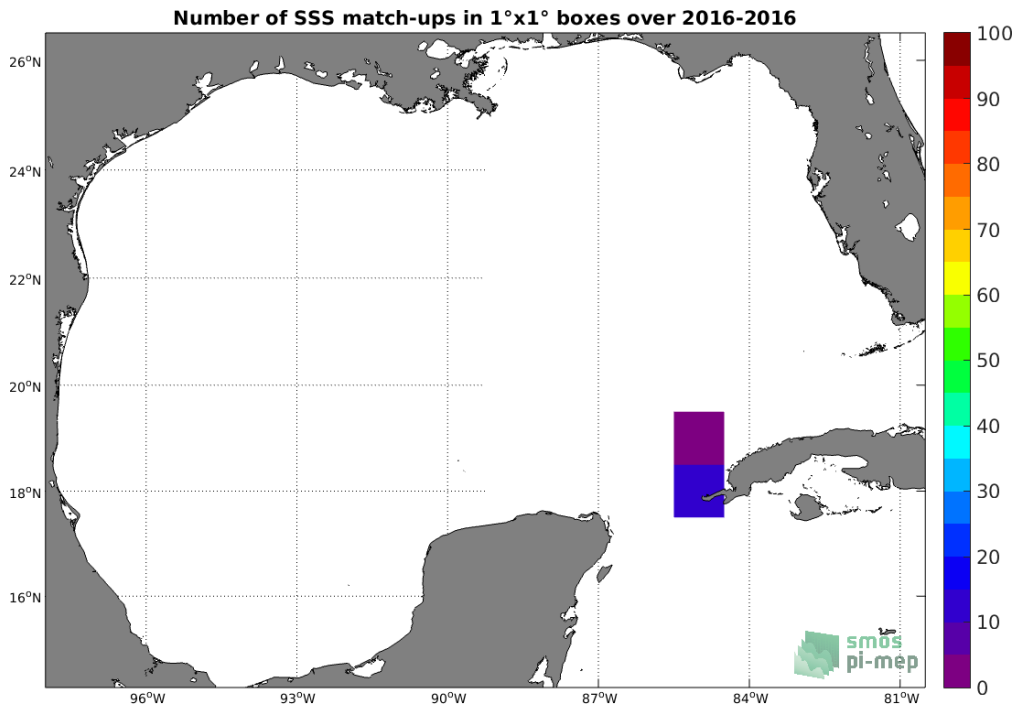 Number of SSS match-ups in 1°x1° boxes over 2016-2016
26°N
24°N
22°N
20°N
18°N
16°N
96°W
93°W
90°W
87°W
84°W
81°W
100
90
80
70
60
50
40
30
20
10
0
smos
pi-mep